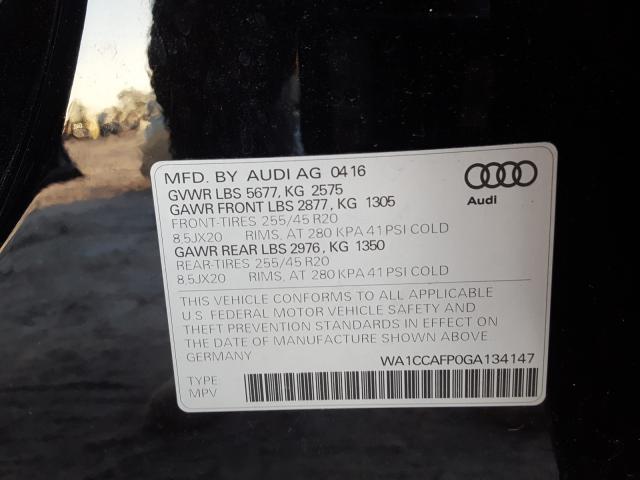 MFD. BY AUDI AG 0416
GVWR LBS 5677, KG 2575
GAWR FRONT LBS 2877, KG 1305
FRONT-TIRES 255/45 R20
8.5JX20 RIMS, AT 280 KPA 41 PSI COLD
GAWR REAR LBS 2976, KG 1350
REAR-TIRES 255/45 R20
8.5JX20 RIMS, AT 280 KPA 41 PSI COLD
Audi
THIS VEHICLE CONFORMS TO ALL APPLICABLE
U.S. FEDERAL MOTOR VEHICLE SAFETY AND
THEFT PREVENTION STANDARDS IN EFFECT ON
THE DATE OF MANUFACTURE SHOWN ABOVE.
GERMANY
WA1CCAFP0GA134147
TYPE:
MPV